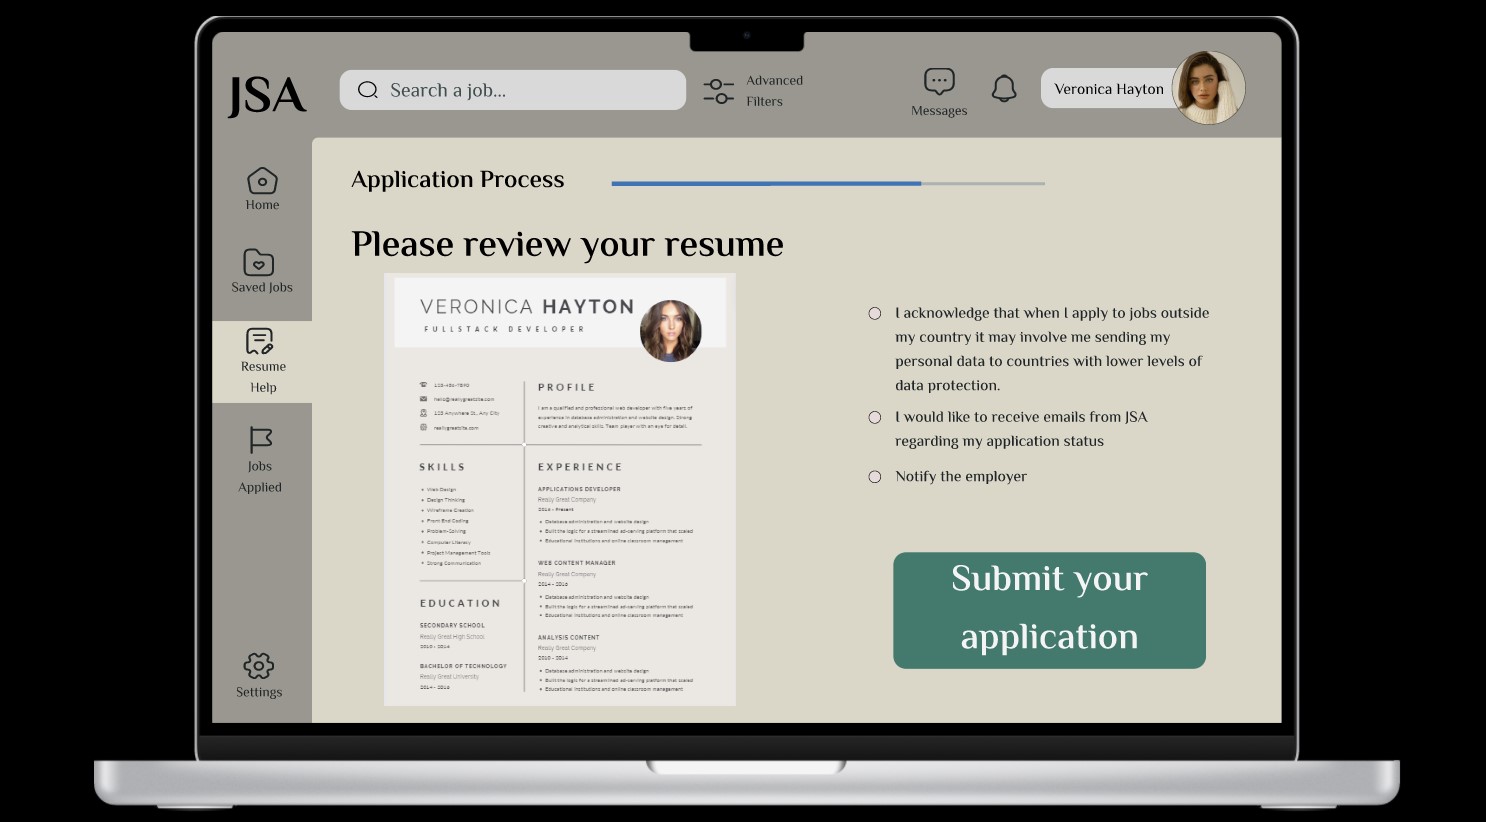 JSA
Search a job...
Advanced
Filters
Messages
Veronica Hayton
Home
Saved Jobs
Resume
Help
Jobs
Applied
Settings
Application Process
Please review your resume
VERONICA HAYTON
FULLSTACK DEVELOPER
123-456-7890
hello@reallygreatsite.com
123 Anywhere St., Any City
reallygreatsite.com
PROFILE
I am a qualified and professional web developer with five years of
experience in database administration and website design. Strong
creative and analytical skills. Team player with an eye for detail.
SKILLS
Web Design
Design Thinking
Wireframe Creation
Front End Coding
Problem-Solving
Computer Literacy
Project Management Tools
Strong Communication
EDUCATION
SECONDARY SCHOOL
Really Great High School
2010 - 2014
BACHELOR OF TECHNOLOGY
Really Great University
2014 - 2016
EXPERIENCE
APPLICATIONS DEVELOPER
Really Great Company
2016 - Present
Database administration and website design
Built the logic for a streamlined ad-serving platform that scaled
Educational institutions and online classroom management
WEB CONTENT MANAGER
Really Great Company
2014 - 2016
Database administration and website design
Built the logic for a streamlined ad-serving platform that scaled
Educational institutions and online classroom management
ANALYSIS CONTENT
Really Great Company
2010 - 2014
Database administration and website design
Built the logic for a streamlined ad-serving platform that scaled
Educational institutions and online classroom management
I acknowledge that when I apply to jobs outside
my country it may involve me sending my
personal data to countries with lower levels of
data protection.
I would like to receive emails from JSA
regarding my application status
Notify the employer
Submit your
application